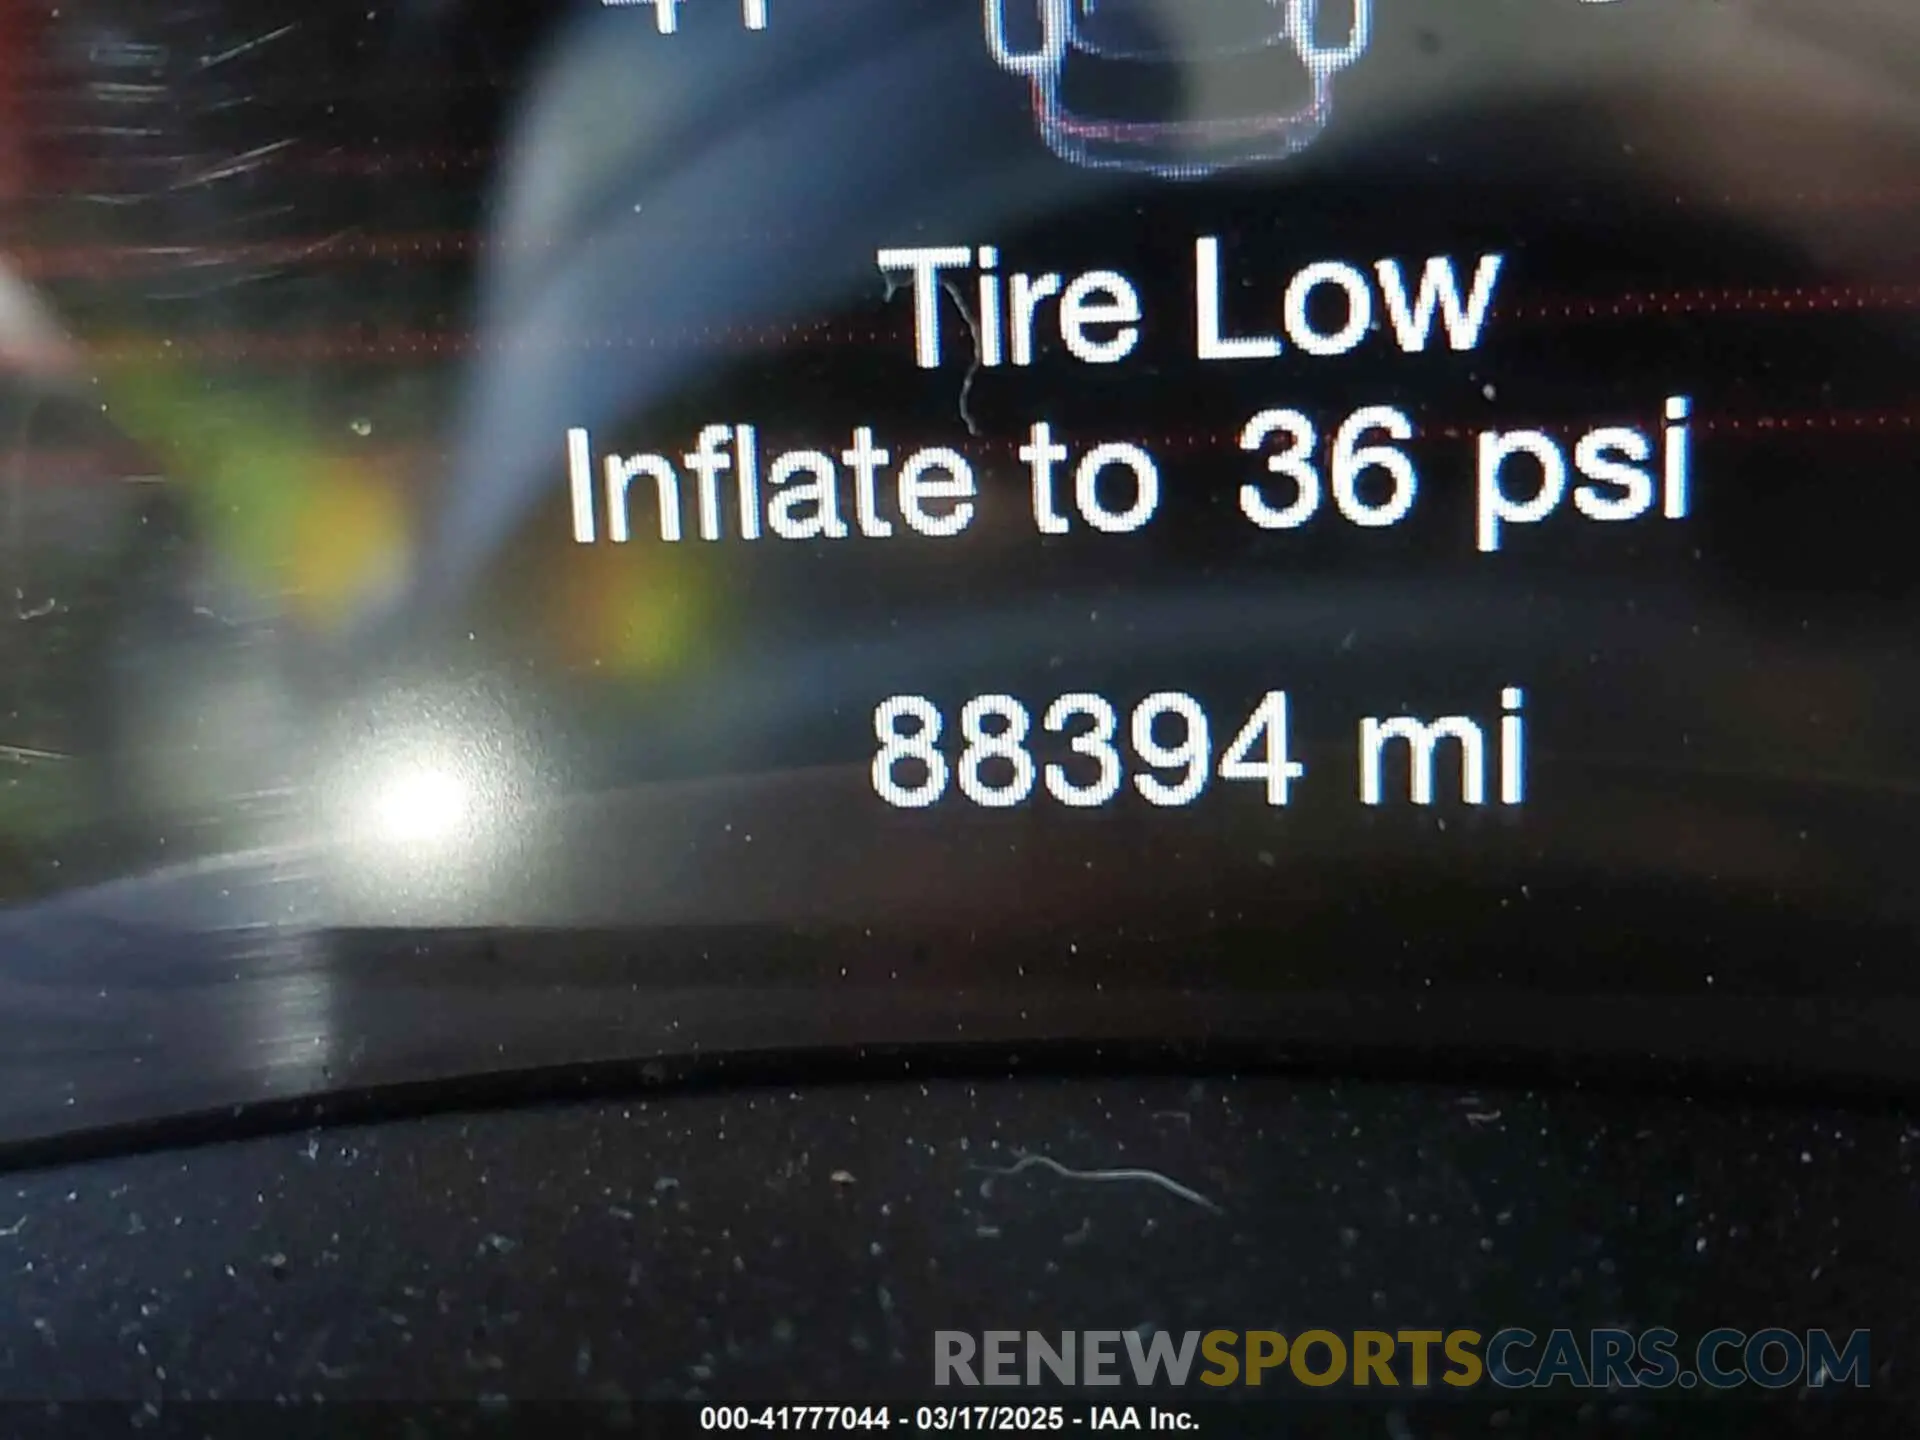 Tire Low
Inflate to 36 psi
88394 mi
RENEWSPORTSCARS.COM
000-41777044 - 03/17/2025 - IAA Inc.